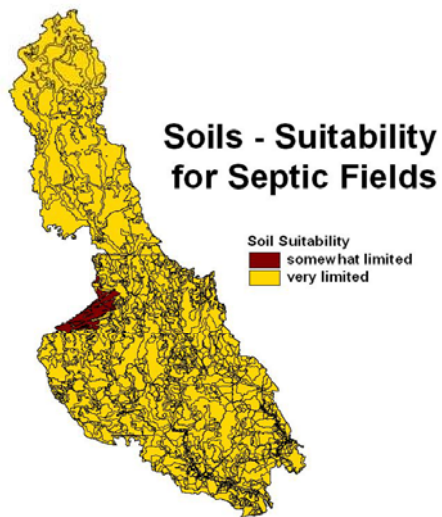 Soils - Suitability
for Septic Fields
Soil Suitability
somewhat limited
very limited